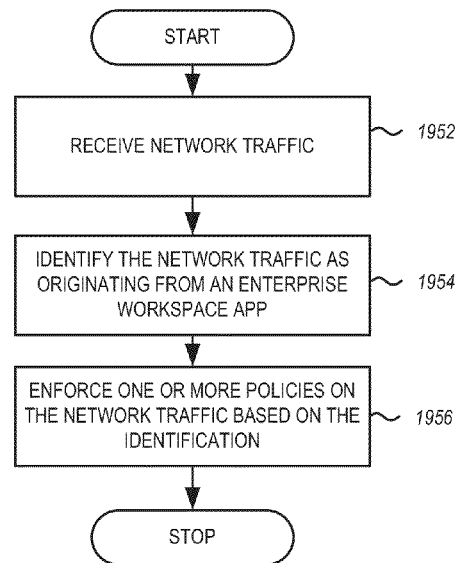 START
RECEIVE NETWORK TRAFFIC
1952
IDENTIFY THE NETWORK TRAFFIC AS
ORIGINATING FROM AN ENTERPRISE
WORKSPACE APP
1954
ENFORCE ONE OR MORE POLICIES ON
THE NETWORK TRAFFIC BASED ON THE
IDENTIFICATION
1956
STOP